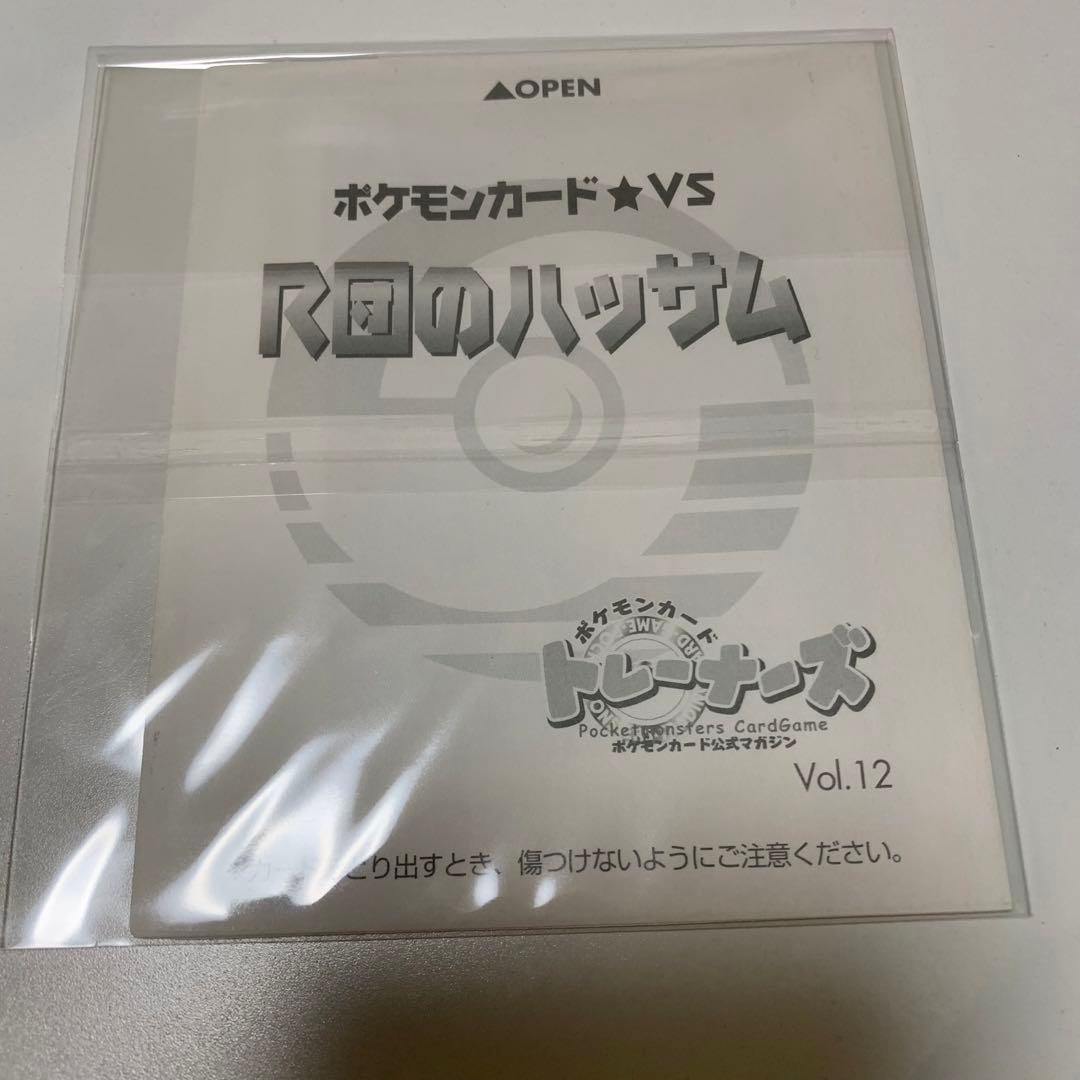 ▲OPEN
ポケモンカード★VS
R団のハッサム
ポケモンカード
トレーナーズ
PocketMonsters CardGame
ポケモンカード公式マガジン
Vol.12
り出すとき、傷つけないようにご注意ください。